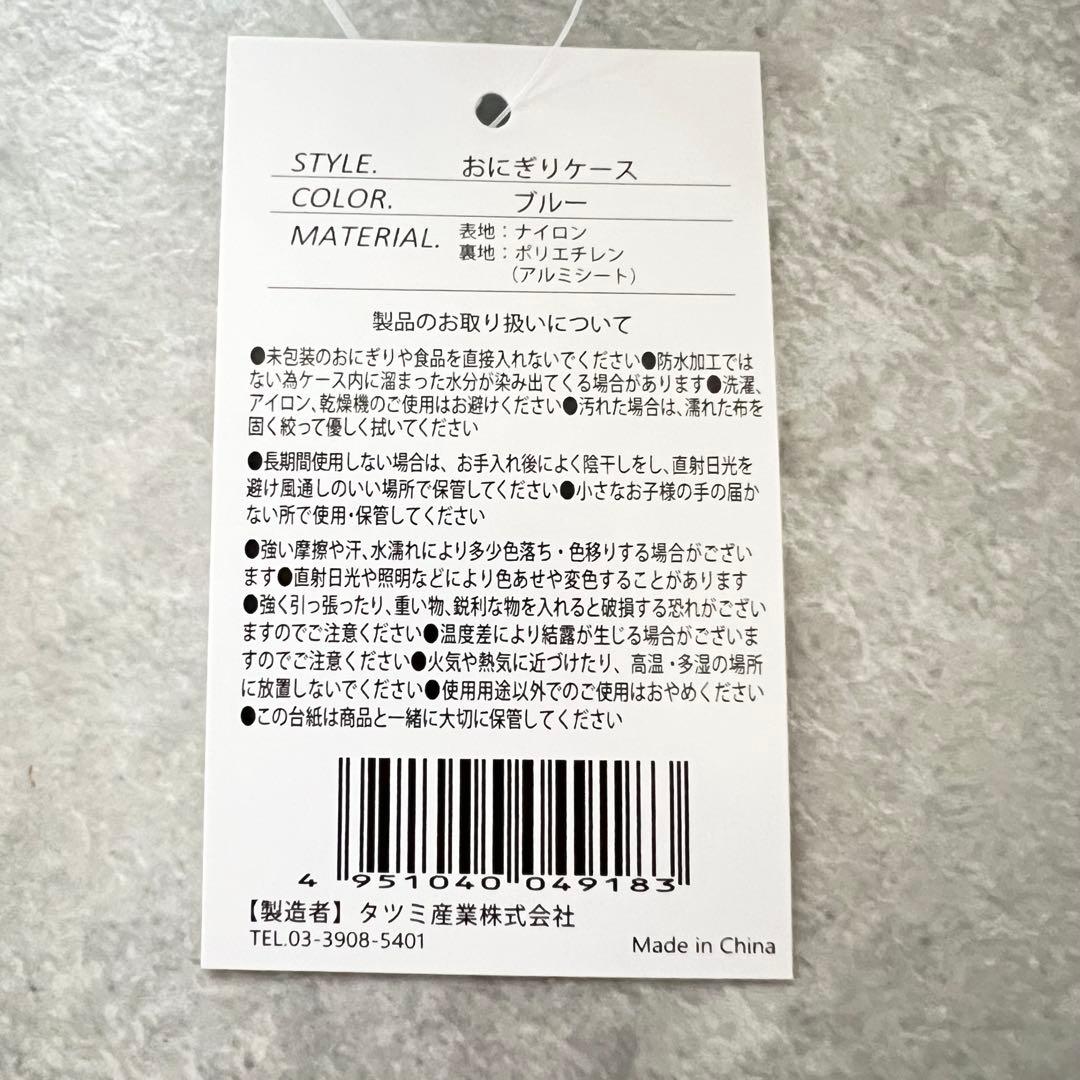 STYLE. おにぎりケース
COLOR. ブルー
MATERIAL. 表地：ナイロン
裏地：ポリエチレン
（アルミシート）
製品のお取り扱いについて
●未包装のおにぎりや食品を直接入れないでください●防水加工では
ない為ケース内に溜まった水分が染み出てくる場合があります●洗濯、
アイロン、乾燥機のご使用はお避けください●汚れた場合は、濡れた布を
固く絞って優しく拭いてください
●長期間使用しない場合は、お手入れ後によく陰干しをし、直射日光を
避け風通しのいい場所で保管してください●小さなお子様の手の届か
ない所で使用・保管してください
●強い摩擦や汗、水濡れにより多少色落ち・色移りする場合がござい
ます●直射日光や照明などにより色あせや変色することがあります
●強く引っ張ったり、重い物、鋭利な物を入れると破損する恐れがござい
ますのでご注意ください●温度差により結露が生じる場合がございま
すのでご注意ください●火気や熱気に近づけたり、高温・多湿の場所
に放置しないでください●使用用途以外でのご使用はおやめください
●この台紙は商品と一緒に大切に保管してください
4 951040 049183
【製造者】タツミ産業株式会社
TEL.03-3908-5401
Made in China